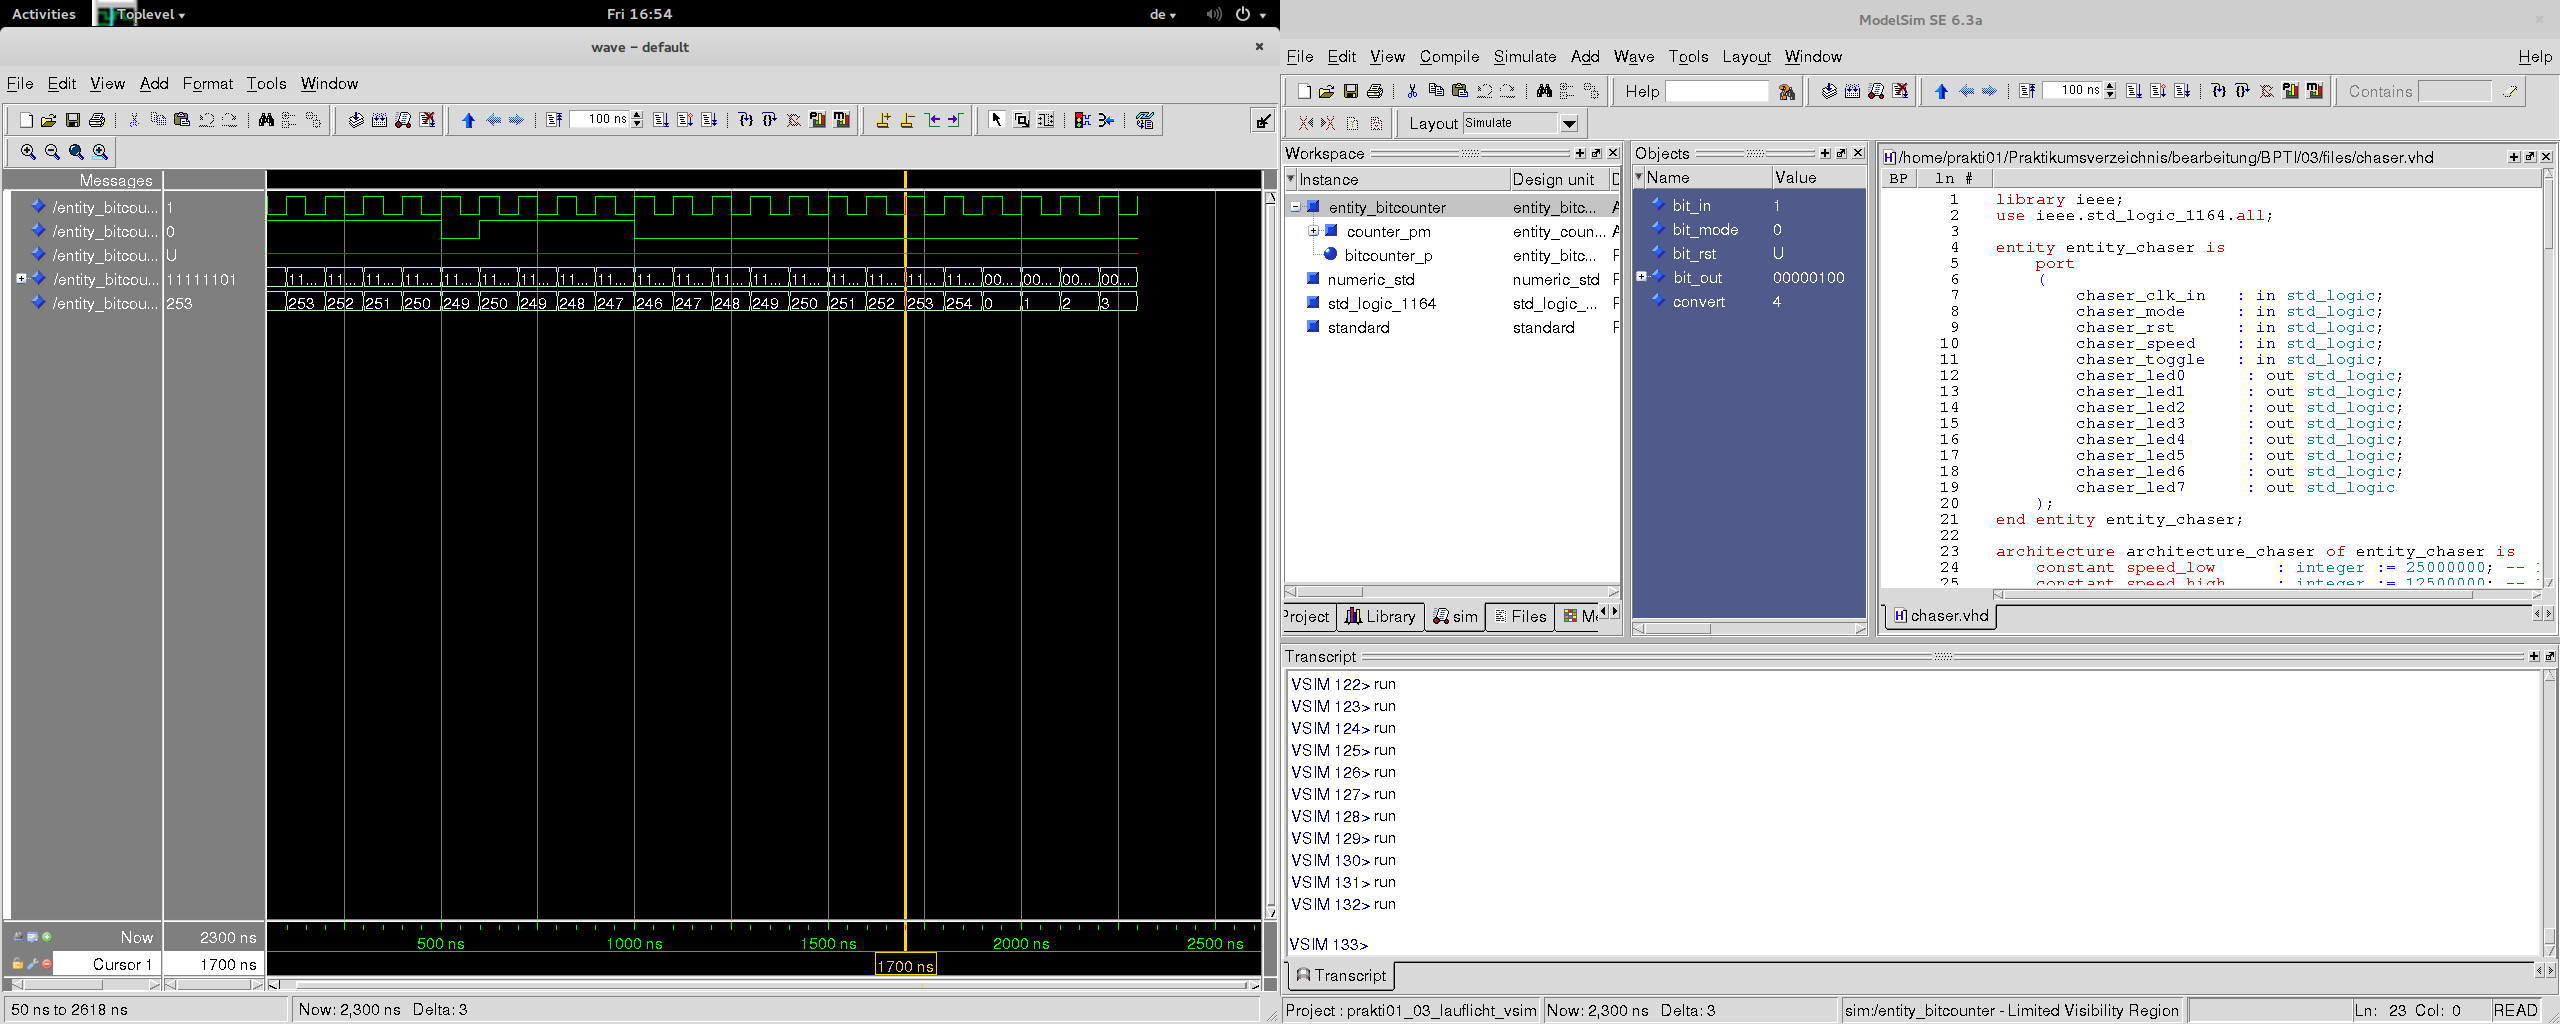 Activities Toplevel Fri 16:54 de
wave - default
File Edit View Add Format Tools Window
100 ns
Messages
/entity_bitcou... 1
/entity_bitcou... 0
/entity_bitcou... U
/entity_bitcou... 11111101 11... 11... 11... 11... 11... 11... 11... 11... 11... 11... 11... 11... 11... 11... 11... 11... 11... 11... 00... 00... 00... 00...
/entity_bitcou... 253 253 252 251 250 249 250 249 248 247 246 247 248 249 250 251 252 253 254 0 1 2 3
Now 2300 ns 500 ns 1000 ns 1500 ns 2000 ns 2500 ns
Cursor 1 1700 ns 1700 ns
50 ns to 2618 ns Now: 2,300 ns Delta: 3
ModelSim SE 6.3a
File Edit View Compile Simulate Add Wave Tools Layout Window Help
Help 100 ns Contains
Layout Simulate
Workspace
Instance Design unit
entity_bitcounter entity_bitc...
counter_pm entity_coun...
bitcounter_p entity_bitc...
numeric_std numeric_std
std_logic_1164 std_logic_...
standard standard
Project Library sim Files
Objects
Name Value
bit_in 1
bit_mode 0
bit_rst U
bit_out 00000100
convert 4
/home/prakti01/Praktikumsverzeichnis/bearbeitung/BPTI/03/files/chaser.vhd
BP ln #
1 library ieee;
2 use ieee.std_logic_1164.all;
3
4 entity entity_chaser is
5 port
6 (
7 chaser_clk_in : in std_logic;
8 chaser_mode : in std_logic;
9 chaser_rst : in std_logic;
10 chaser_speed : in std_logic;
11 chaser_toggle : in std_logic;
12 chaser_led0 : out std_logic;
13 chaser_led1 : out std_logic;
14 chaser_led2 : out std_logic;
15 chaser_led3 : out std_logic;
16 chaser_led4 : out std_logic;
17 chaser_led5 : out std_logic;
18 chaser_led6 : out std_logic;
19 chaser_led7 : out std_logic
20 );
21 end entity entity_chaser;
22
23 architecture architecture_chaser of entity_chaser is
24 constant speed_low : integer := 25000000; --
25 constant speed_high : integer := 12500000; --
chaser.vhd
Transcript
VSIM 122> run
VSIM 123> run
VSIM 124> run
VSIM 125> run
VSIM 126> run
VSIM 127> run
VSIM 128> run
VSIM 129> run
VSIM 130> run
VSIM 131> run
VSIM 132> run
VSIM 133>
Transcript
Project : prakti01_03_lauflicht_vsim Now: 2,300 ns Delta: 3 sim:/entity_bitcounter - Limited Visibility Region Ln: 23 Col: 0 READ